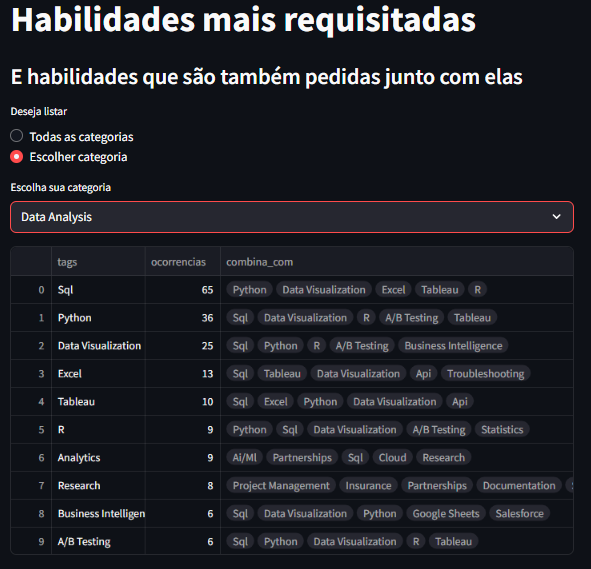 Habilidades mais requisitadas
E habilidades que são também pedidas junto com elas
Deseja listar
Todas as categorias
Escolher categoria
Escolha sua categoria
Data Analysis
tags ocorrencias combina_com
0 Sql 65 Python Data Visualization Excel Tableau R
1 Python 36 Sql Data Visualization R A/B Testing Tableau
2 Data Visualization 25 Sql Python R A/B Testing Business Intelligence
3 Excel 13 Sql Tableau Data Visualization Api Troubleshooting
4 Tableau 10 Sql Excel Python Data Visualization Api
5 R 9 Python Sql Data Visualization A/B Testing Statistics
6 Analytics 9 Ai/Ml Partnerships Sql Cloud Research
7 Research 8 Project Management Insurance Partnerships Documentation
8 Business Intelligen 6 Sql Data Visualization Python Google Sheets Salesforce
9 A/B Testing 6 Sql Python Data Visualization R Tableau